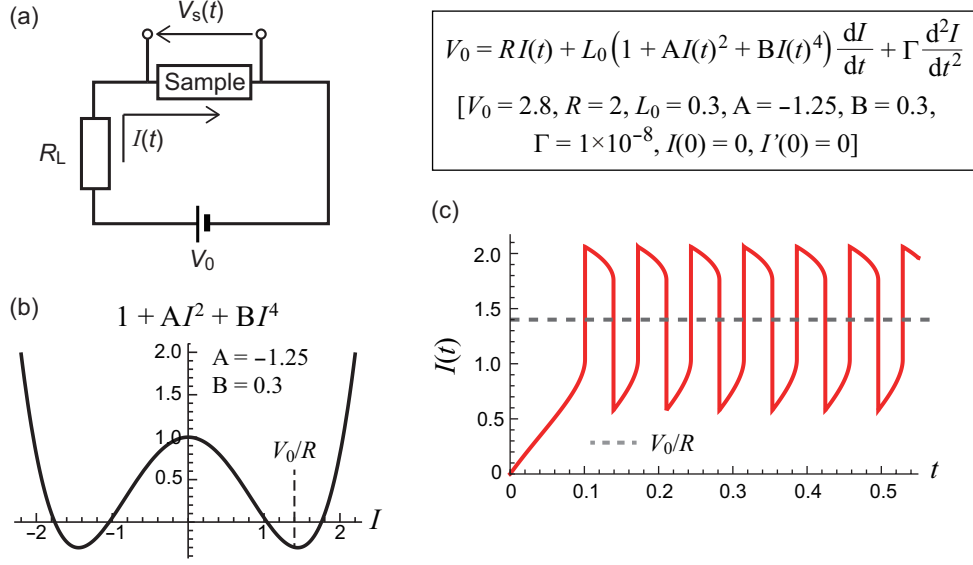 (a)
V_s(t)
Sample
I(t)
R_L
V_0
V_0 = RI(t) + L_0(1 + AI(t)^2 + BI(t)^4) dI/dt + Γ d^2I/dt^2
[V_0 = 2.8, R = 2, L_0 = 0.3, A = −1.25, B = 0.3,
Γ = 1×10^−8, I(0) = 0, I'(0) = 0]
(b)
1 + AI^2 + BI^4
A = −1.25
B = 0.3
V_0/R
2.0
1.5
1.0
0.5
−2 −1 1 2 I
(c)
I(t)
2.0
1.5
1.0
0.5
0
V_0/R
0 0.1 0.2 0.3 0.4 0.5 t